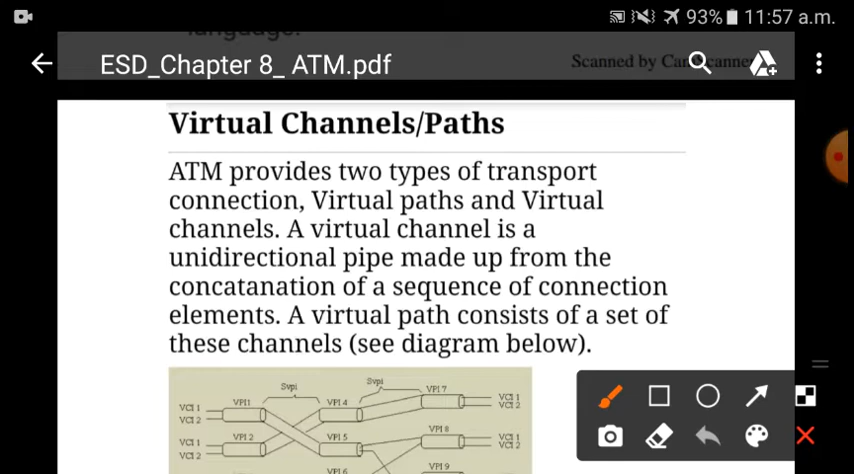 93% 11:57 a.m.
language.
ESD_Chapter 8_ ATM.pdf
Scanned by CamScanner
Virtual Channels/Paths
ATM provides two types of transport
connection, Virtual paths and Virtual
channels. A virtual channel is a
unidirectional pipe made up from the
concatanation of a sequence of connection
elements. A virtual path consists of a set of
these channels (see diagram below).
Svpi Svpi
VCI 1 VPI1 VPI 4 VPI 7 VCI 1
VCI 2 VCI 2
VCI 1 VPI 2 VPI 5 VPI 8 VCI 1
VCI 2 VCI 2
VPI 6 VPI 9